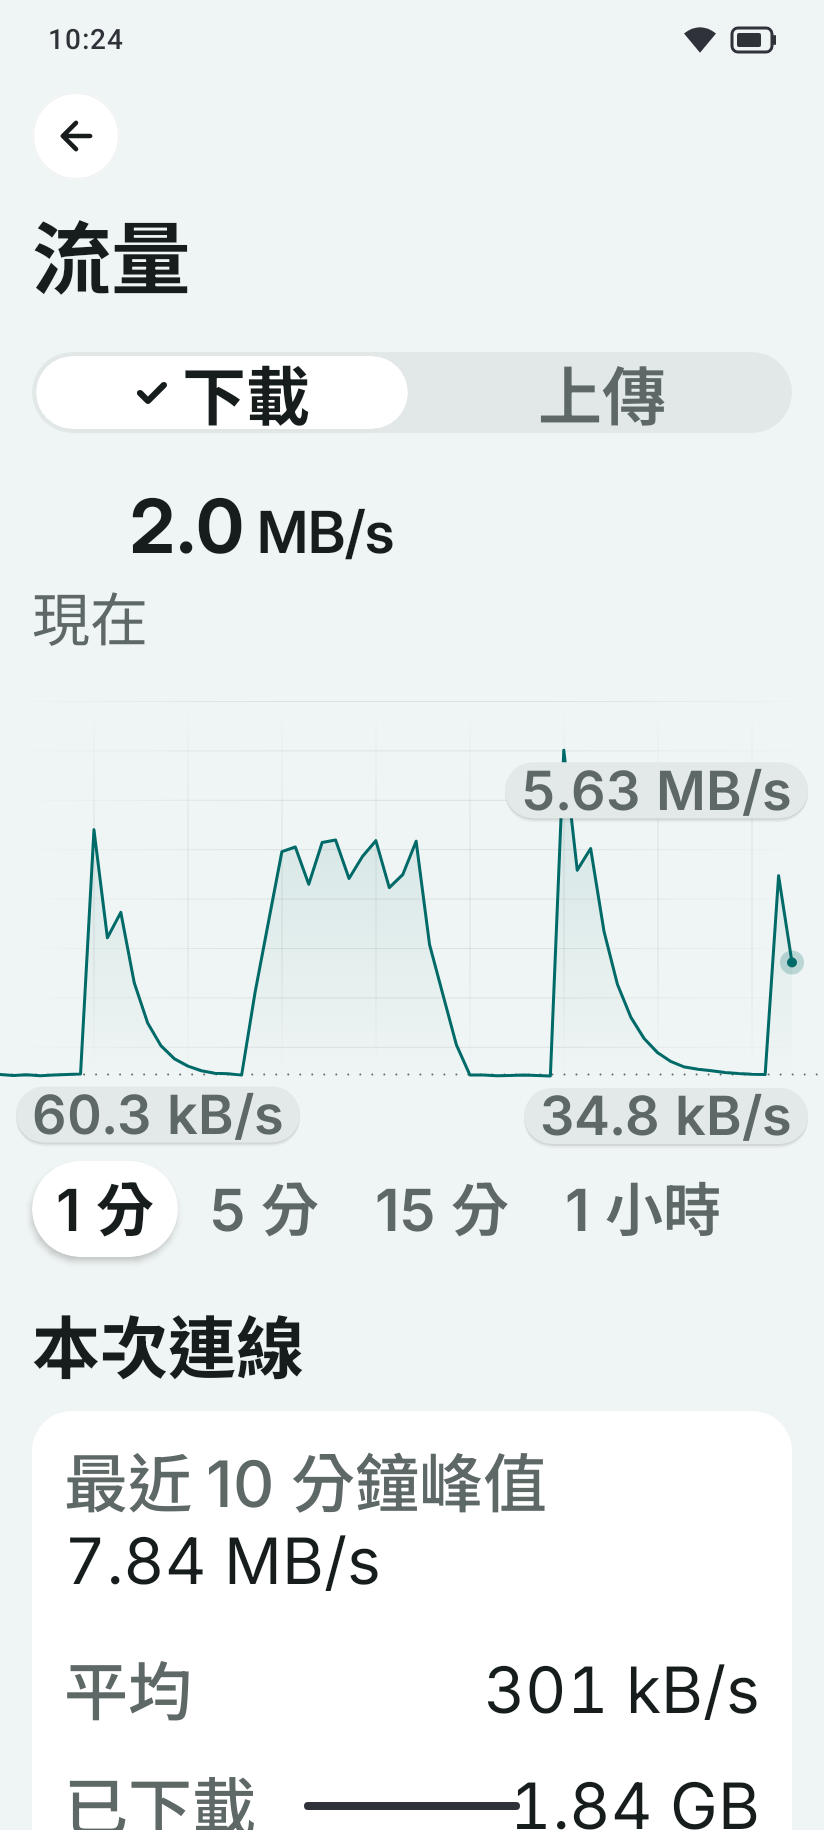 10:24
流量
下載
上傳
2.0 MB/s
現在
5.63 MB/s
60.3 kB/s
34.8 kB/s
1 分
5 分
15 分
1 小時
本次連線
最近 10 分鐘峰值
7.84 MB/s
平均
301 kB/s
已下載
1.84 GB